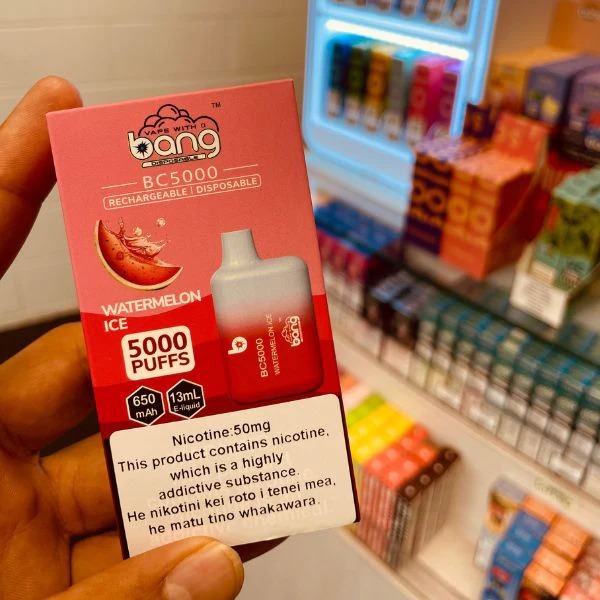 TM
VAPE WITH a
bang
DISPOSABLE
BC5000
RECHARGEABLE | DISPOSABLE
WATERMELON
ICE
5000
PUFFS
650
mAh
13mL
E-liquid
b
BC5000
WATERMELON ICE
bang
Nicotine:50mg
This product contains nicotine,
which is a highly
addictive substance.
He nikotini kei roto i tenei mea,
he matu tino whakawara.